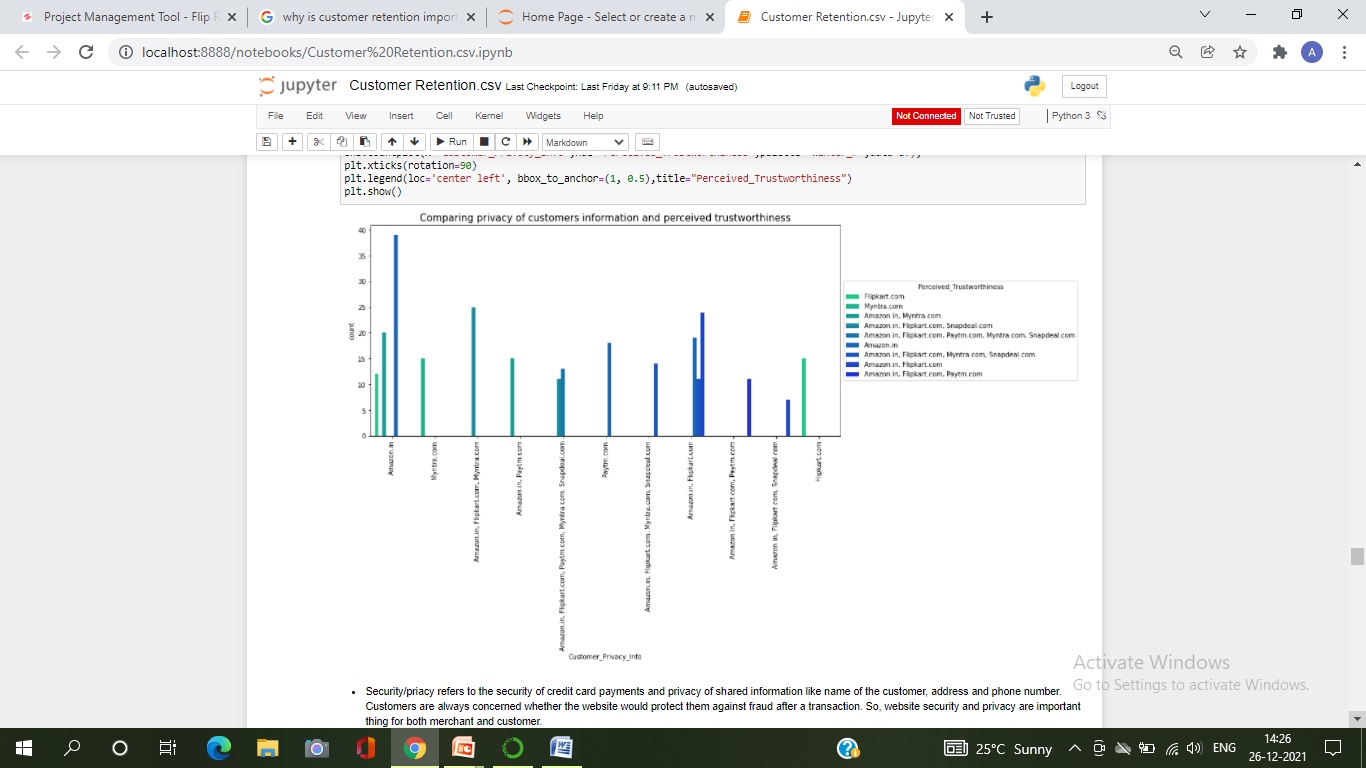 Project Management Tool - Flip R
why is customer retention import
Home Page - Select or create a n
Customer Retention.csv - Jupyter
localhost:8888/notebooks/Customer%20Retention.csv.ipynb
A
jupyter Customer Retention.csv Last Checkpoint: Last Friday at 9:11 PM (autosaved)
Logout
File Edit View Insert Cell Kernel Widgets Help
Not Connected Not Trusted Python 3
Run Markdown
plt.xticks(rotation=90)
plt.legend(loc='center left', bbox_to_anchor=(1, 0.5),title="Perceived_Trustworthiness")
plt.show()
Comparing privacy of customers information and perceived trustworthiness
40
35
30
25
20
15
10
5
0
count
Perceived_Trustworthiness
Flipkart.com
Myntra.com
Amazon.in, Myntra.com
Amazon.in, Flipkart.com, Snapdeal.com
Amazon.in, Flipkart.com, Paytm.com, Myntra.com, Snapdeal.com
Amazon.in
Amazon.in, Flipkart.com, Myntra.com, Snapdeal.com
Amazon.in, Flipkart.com
Amazon.in, Flipkart.com, Paytm.com
Amazon.in
Myntra.com
Amazon.in, Flipkart.com, Myntra.com
Amazon.in, Paytm.com
Amazon.in, Flipkart.com, Paytm.com, Myntra.com, Snapdeal.com
Paytm.com
Amazon.in, Flipkart.com, Myntra.com, Snapdeal.com
Amazon.in, Flipkart.com
Amazon.in, Flipkart.com, Paytm.com
Amazon.in, Flipkart.com, Snapdeal.com
Flipkart.com
Customer_Privacy_Info
• Security/priacy refers to the security of credit card payments and privacy of shared information like name of the customer, address and phone number.
Customers are always concerned whether the website would protect them against fraud after a transaction. So, website security and privacy are important
thing for both merchant and customer.
Activate Windows
Go to Settings to activate Windows.
25°C Sunny
ENG
14:26
26-12-2021